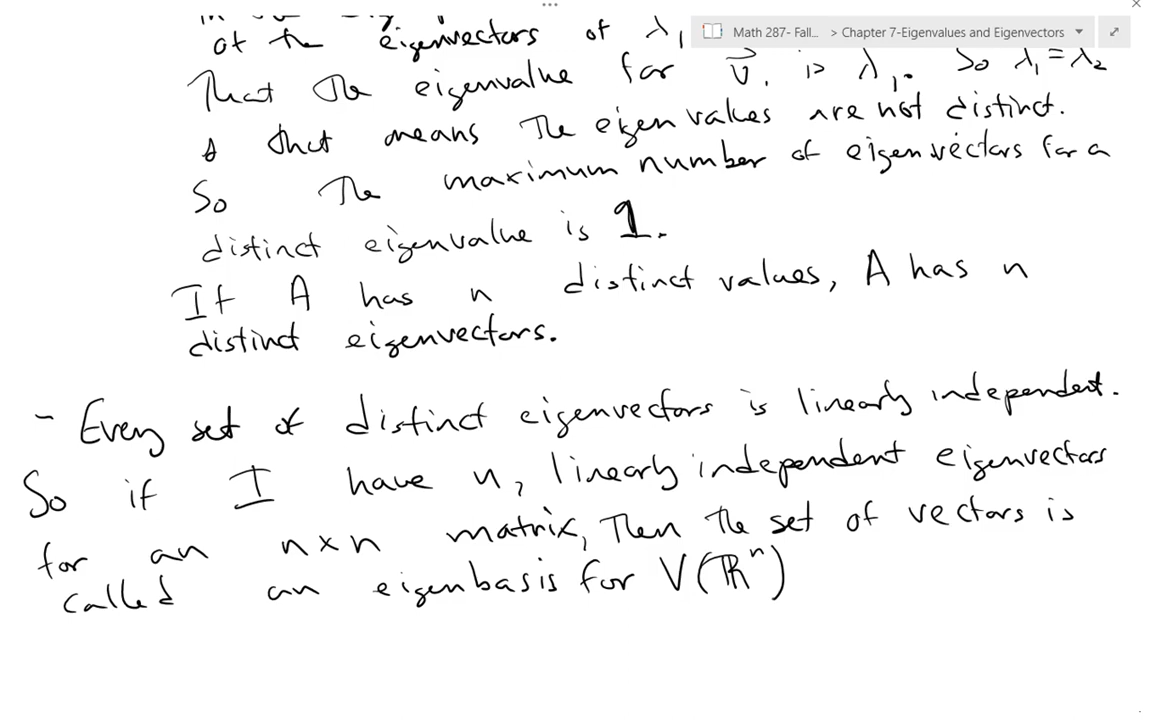 Math 287- Fall... > Chapter 7-Eigenvalues and Eigenvectors
of the eigenvectors of λ₁
That the eigenvalue for v⃗₁ is λ₁. So λ₁ = λ₂
& that means the eigen values are not distinct.
So the maximum number of eigenvectors for a
distinct eigenvalue is 1.
If A has n distinct values, A has n
distinct eigenvectors.
- Every set of distinct eigenvectors is linearly independent.
So if I have n, linearly independent eigenvectors
for an n×n matrix, Then the set of vectors is
called an eigenbasis for V(ℝⁿ)